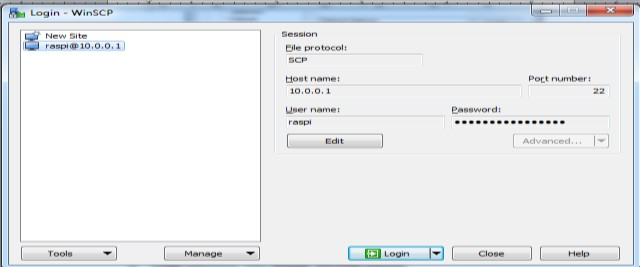 Login - WinSCP
New Site
raspi@10.0.0.1
Session
File protocol:
SCP
Host name:
Port number:
10.0.0.1
22
User name:
Password:
raspi
••••••••••••••••
Edit
Advanced...
Tools
Manage
Login
Close
Help